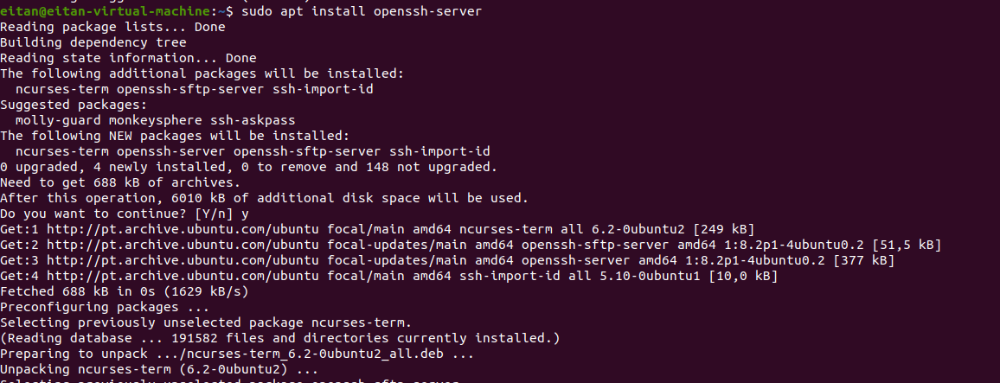 eitan@eitan-virtual-machine:~$ sudo apt install openssh-server
Reading package lists... Done
Building dependency tree
Reading state information... Done
The following additional packages will be installed:
  ncurses-term openssh-sftp-server ssh-import-id
Suggested packages:
  molly-guard monkeysphere ssh-askpass
The following NEW packages will be installed:
  ncurses-term openssh-server openssh-sftp-server ssh-import-id
0 upgraded, 4 newly installed, 0 to remove and 148 not upgraded.
Need to get 688 kB of archives.
After this operation, 6010 kB of additional disk space will be used.
Do you want to continue? [Y/n] y
Get:1 http://pt.archive.ubuntu.com/ubuntu focal/main amd64 ncurses-term all 6.2-0ubuntu2 [249 kB]
Get:2 http://pt.archive.ubuntu.com/ubuntu focal-updates/main amd64 openssh-sftp-server amd64 1:8.2p1-4ubuntu0.2 [51,5 kB]
Get:3 http://pt.archive.ubuntu.com/ubuntu focal-updates/main amd64 openssh-server amd64 1:8.2p1-4ubuntu0.2 [377 kB]
Get:4 http://pt.archive.ubuntu.com/ubuntu focal/main amd64 ssh-import-id all 5.10-0ubuntu1 [10,0 kB]
Fetched 688 kB in 0s (1629 kB/s)
Preconfiguring packages ...
Selecting previously unselected package ncurses-term.
(Reading database ... 191582 files and directories currently installed.)
Preparing to unpack .../ncurses-term_6.2-0ubuntu2_all.deb ...
Unpacking ncurses-term (6.2-0ubuntu2) ...